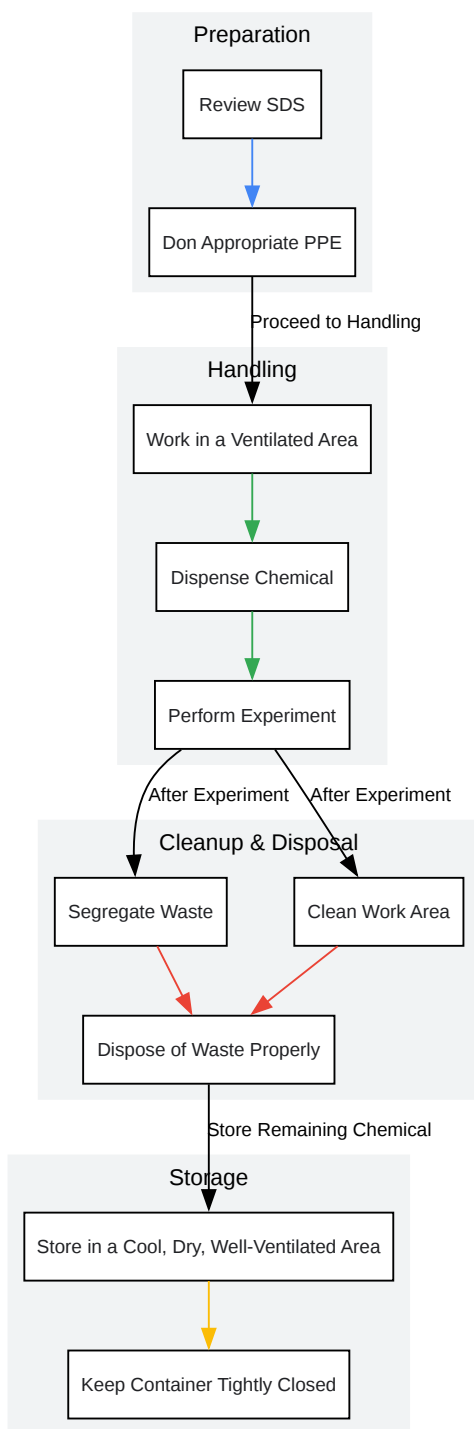 Preparation
Review SDS
Don Appropriate PPE
Proceed to Handling
Handling
Work in a Ventilated Area
Dispense Chemical
Perform Experiment
After Experiment
After Experiment
Cleanup & Disposal
Segregate Waste
Clean Work Area
Dispose of Waste Properly
Store Remaining Chemical
Storage
Store in a Cool, Dry, Well-Ventilated Area
Keep Container Tightly Closed